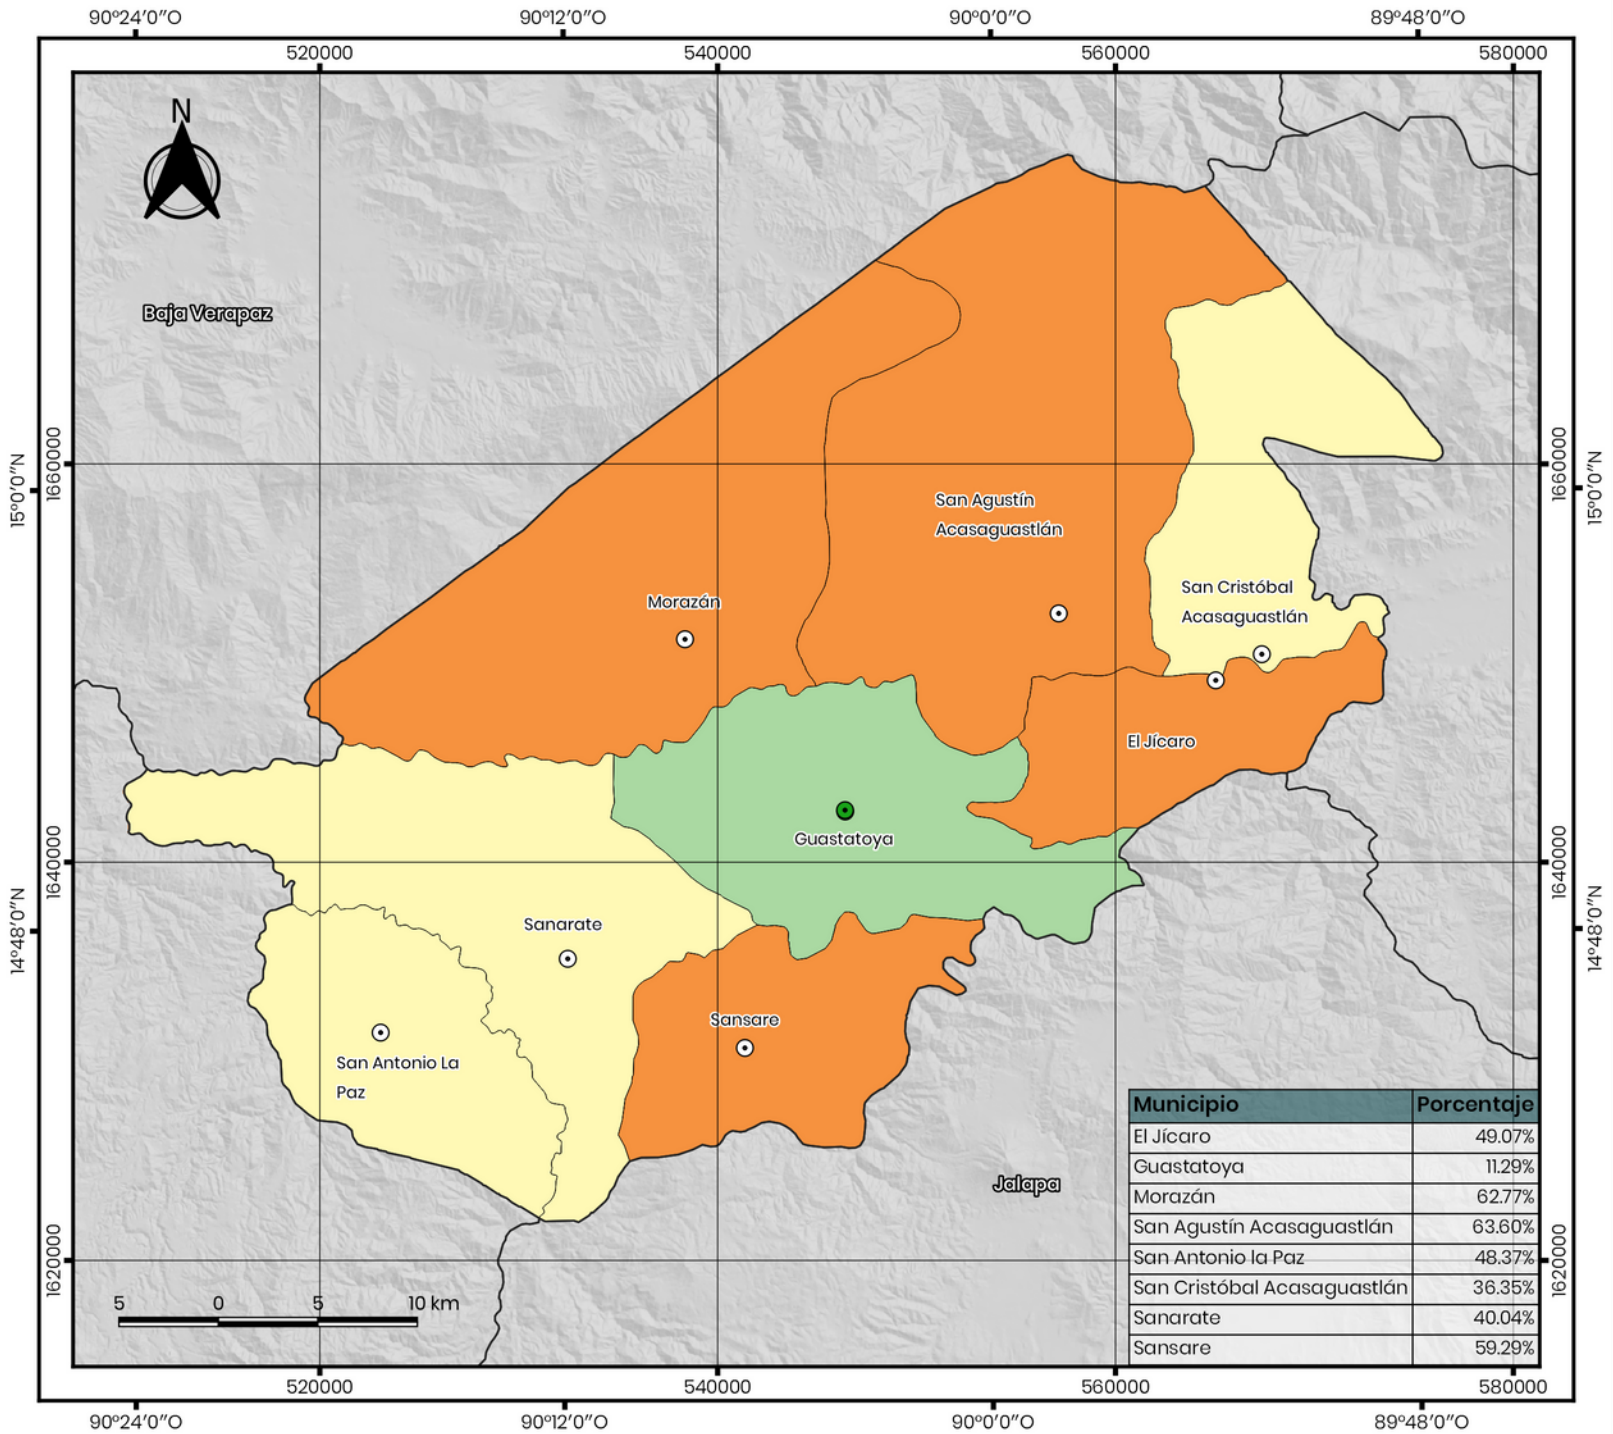 90°24'0"O 90°12'0"O 90°0'0"O 89°48'0"O
520000 540000 560000 580000
N
Baja Verapaz
1660000 1660000
15°0'0"N 15°0'0"N
San Agustín
Acasaguastlán
San Cristóbal
Acasaguastlán
Morazán
El Jícaro
Guastatoya
1640000 1640000
14°48'0"N 14°48'0"N
Sanarate
Sansare
San Antonio La
Paz
Jalapa
Municipio Porcentaje
El Jícaro 49.07%
Guastatoya 11.29%
Morazán 62.77%
San Agustín Acasaguastlán 63.60%
San Antonio la Paz 48.37%
San Cristóbal Acasaguastlán 36.35%
Sanarate 40.04%
Sansare 59.29%
1620000 1620000
5 0 5 10 km
520000 540000 560000 580000
90°24'0"O 90°12'0"O 90°0'0"O 89°48'0"O